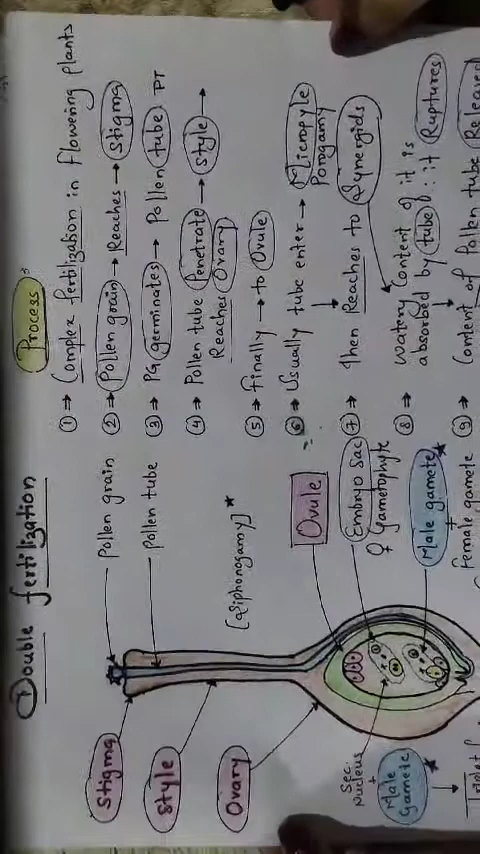 ① Double fertilization
Process :
① ⇒ Complex fertilization in flowering plants
② ⇒ Pollen grain → Reaches → Stigma
③ ⇒ PG germinates → Pollen tube PT
④ ⇒ Pollen tube Penetrate → style →
Reaches Ovary
⑤ ⇒ Finally → to Ovule
⑥ ⇒ Usually tube enter → Micropyle
Porogamy
⑦ ⇒ Then Reaches to Synergids
⑧ → Watery Content of it is
absorbed by tube ∴ it Ruptures
⑨ → Content of Pollen tube Released
Pollen grain
Pollen tube
[Siphonogamy]*
Ovule
Embryo Sac
♀ Gametophyte
Male gamete
+
Female gamete
Stigma
Style
Ovary
Sec. Nucleus
+
Male Gamete